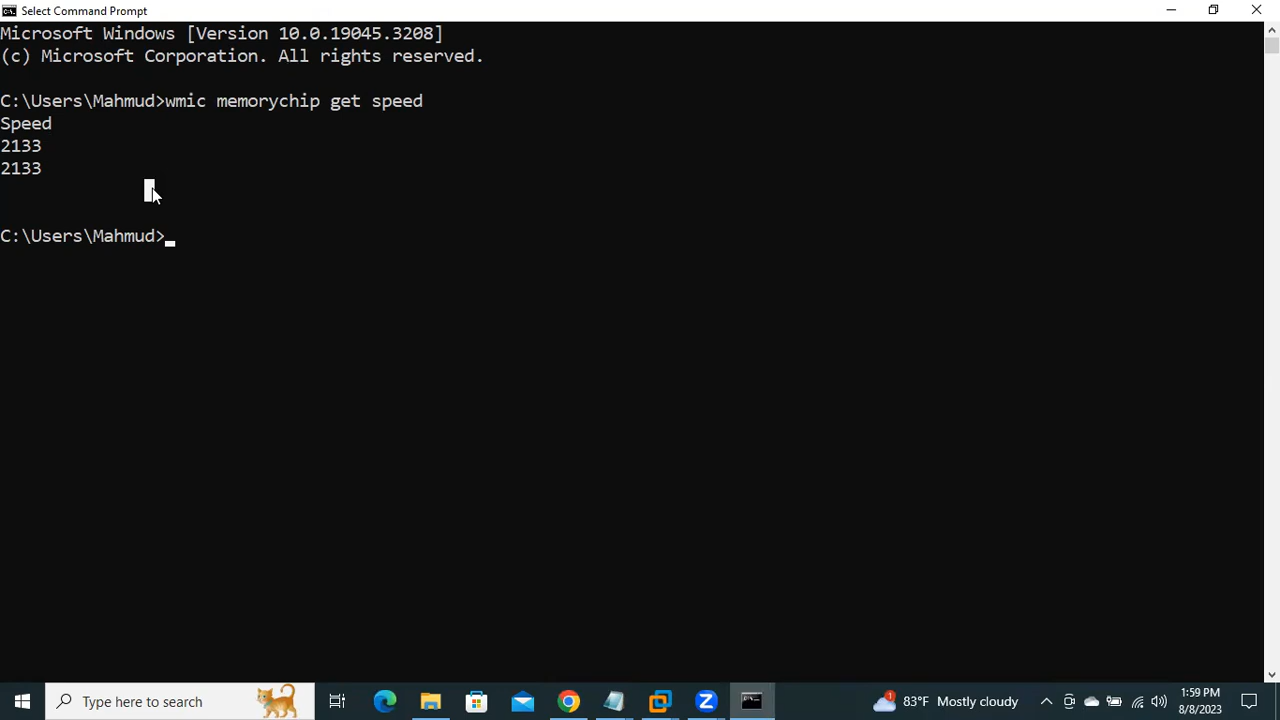 Select Command Prompt
Microsoft Windows [Version 10.0.19045.3208]
(c) Microsoft Corporation. All rights reserved.
C:\Users\Mahmud>wmic memorychip get speed
Speed
2133
2133
C:\Users\Mahmud>
Type here to search
1
83°F Mostly cloudy
1:59 PM
8/8/2023